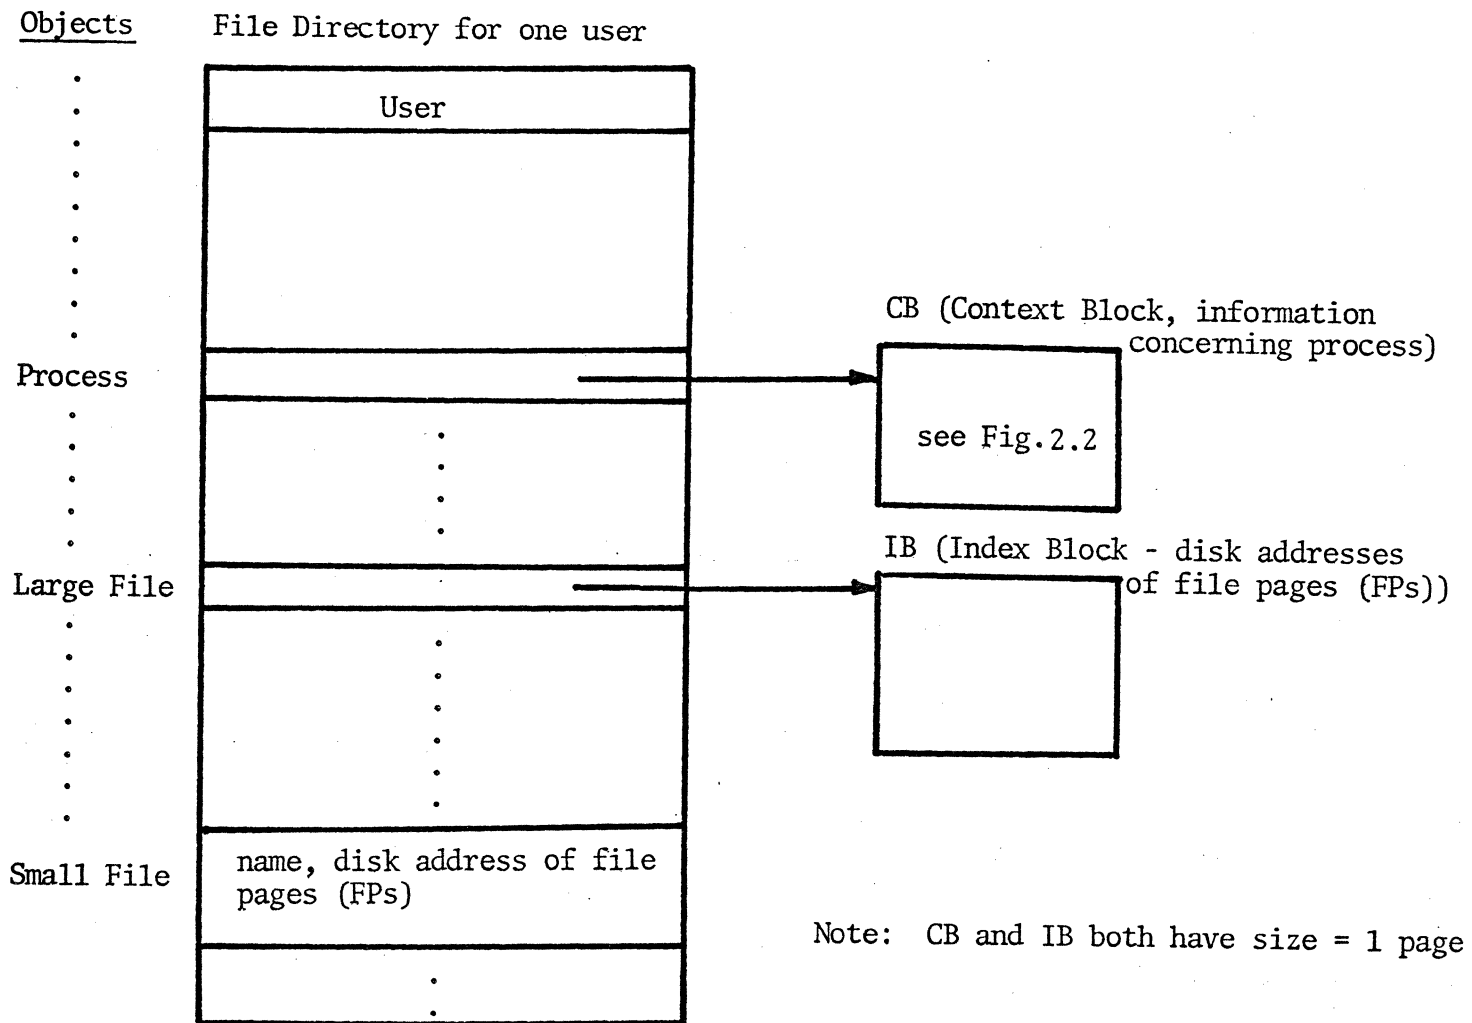 Objects
File Directory for one user
User
CB (Context Block, information
concerning process)
Process
see Fig.2.2
IB (Index Block - disk addresses
of file pages (FPs))
Large File
Small File
name, disk address of file
pages (FPs)
Note: CB and IB both have size = 1 page